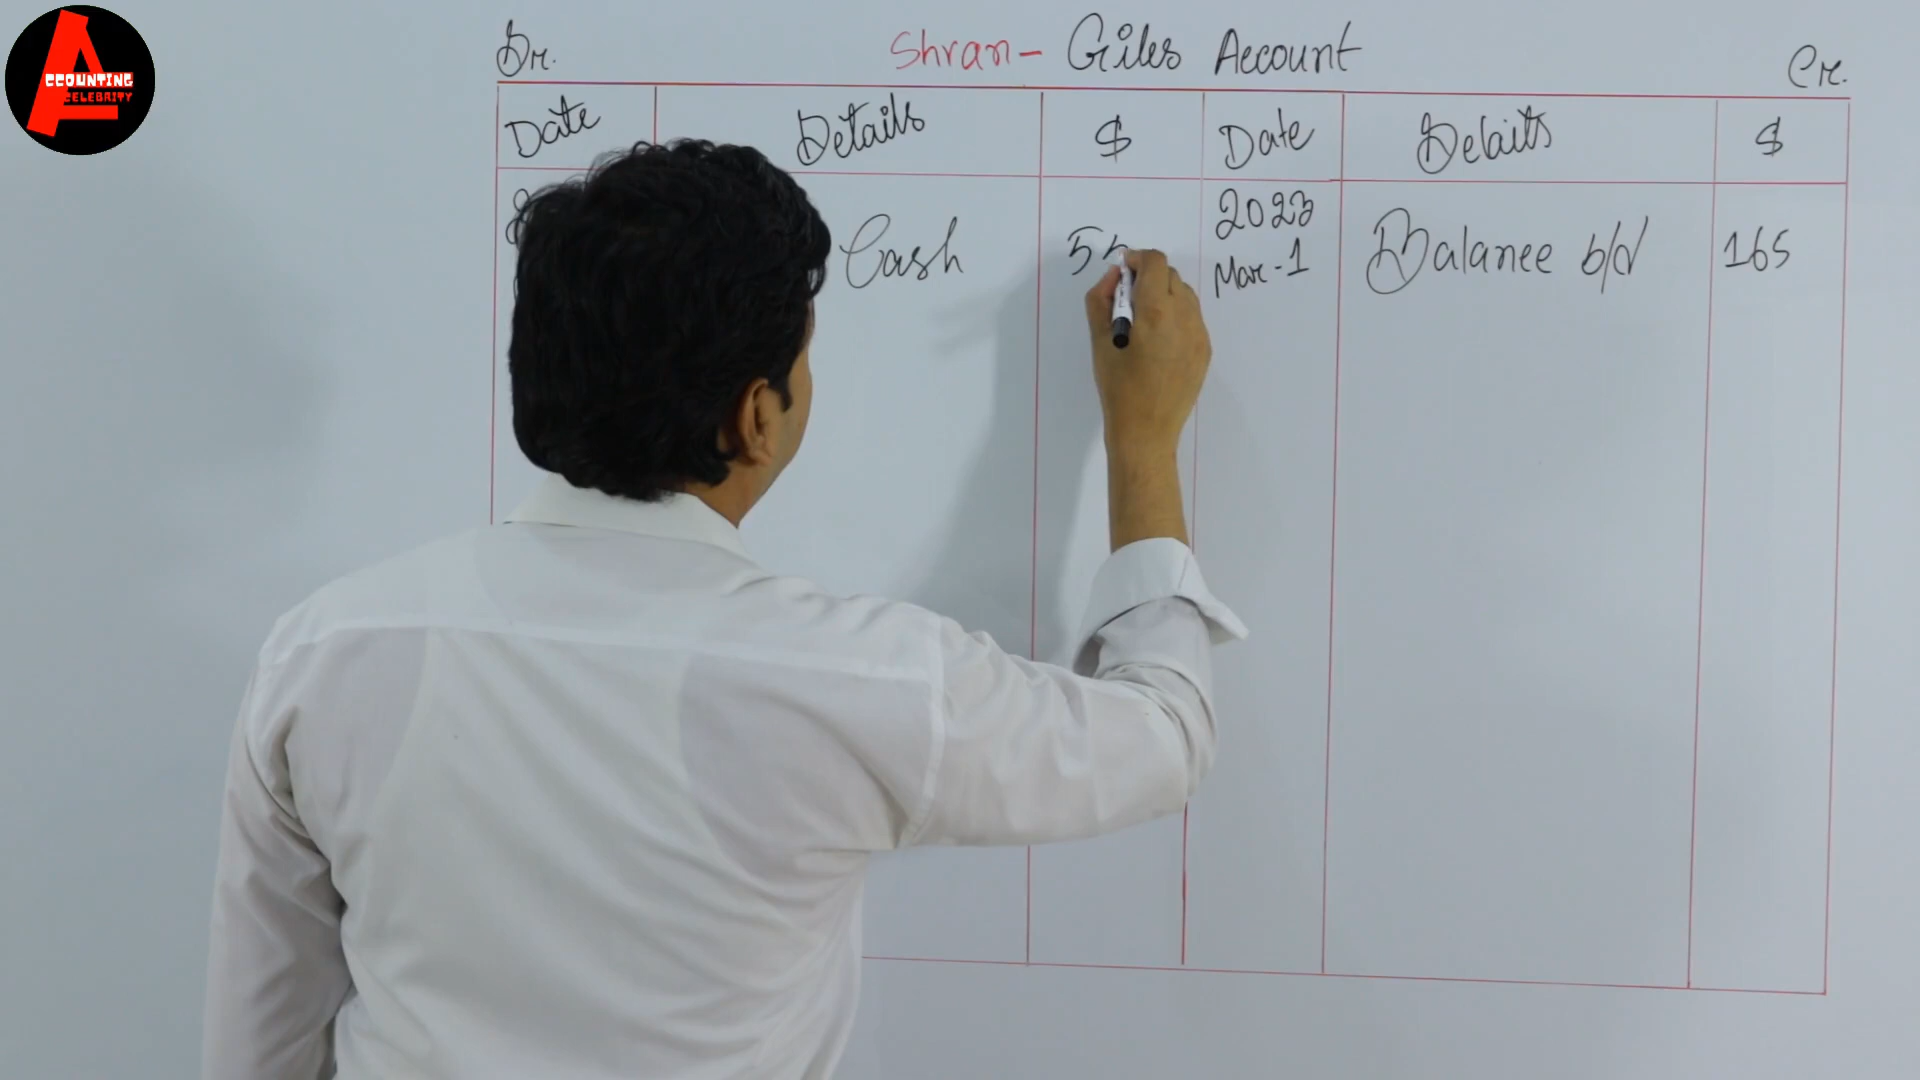 ACCOUNTING
CELEBRITY
Dr.
Shran- Giles Account
Cr.
Date Details $ Date Details $
Cash 2023 Balance b/d 165
Mar-1